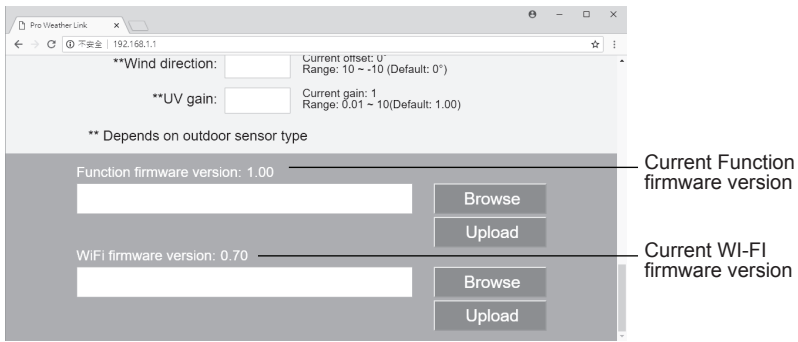 Pro Weather Link
不安全 | 192.168.1.1
**Wind direction:
Current offset: 0°
Range: 10 ~ -10 (Default: 0°)
**UV gain:
Current gain: 1
Range: 0.01 ~ 10(Default: 1.00)
** Depends on outdoor sensor type
Function firmware version: 1.00
Browse
Upload
WiFi firmware version: 0.70
Browse
Upload
Current Function
firmware version
Current WI-FI
firmware version